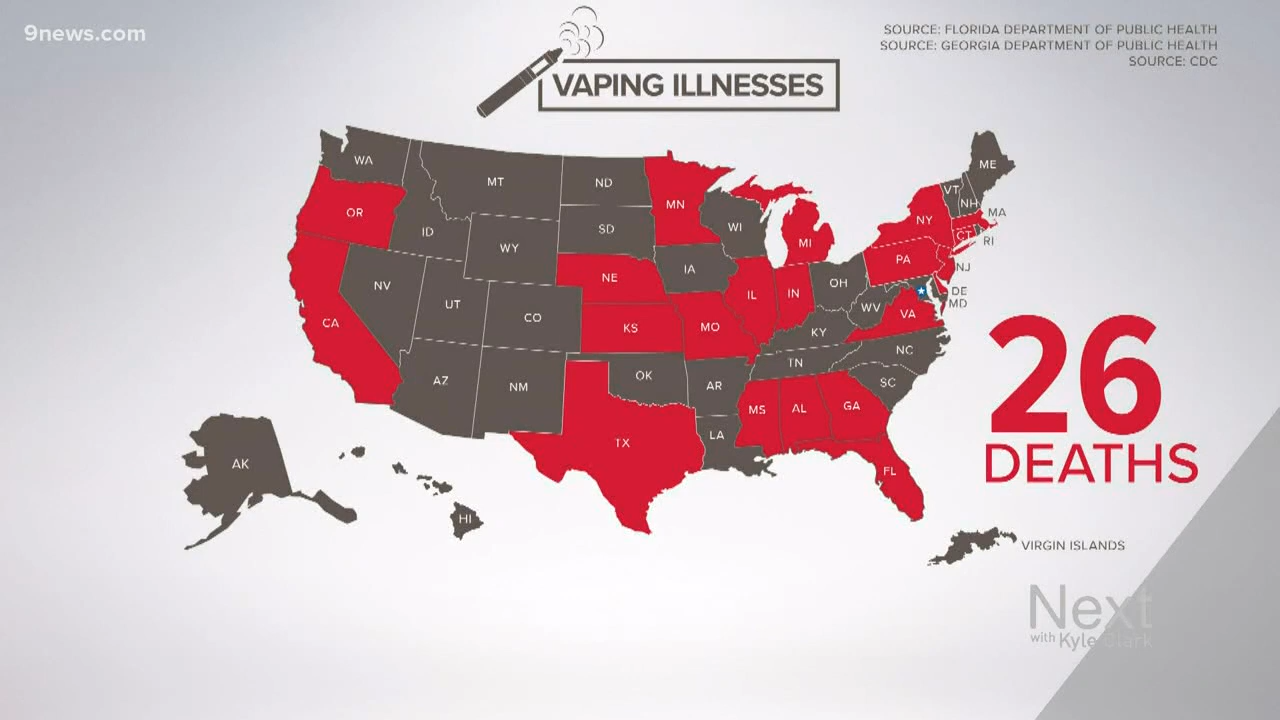 9news.com
SOURCE: FLORIDA DEPARTMENT OF PUBLIC HEALTH
SOURCE: GEORGIA DEPARTMENT OF PUBLIC HEALTH
SOURCE: CDC
VAPING ILLNESSES
WA
MT
ND
MN
ME
VT
NH
OR
ID
WY
SD
WI
MI
NY
MA
CT
RI
NV
UT
CO
NE
IA
IL
IN
OH
PA
NJ
DE
MD
WV
VA
CA
KS
MO
KY
AZ
NM
OK
AR
TN
NC
SC
TX
LA
MS
AL
GA
FL
AK
HI
VIRGIN ISLANDS
26
DEATHS
Next
with Kyle Clark